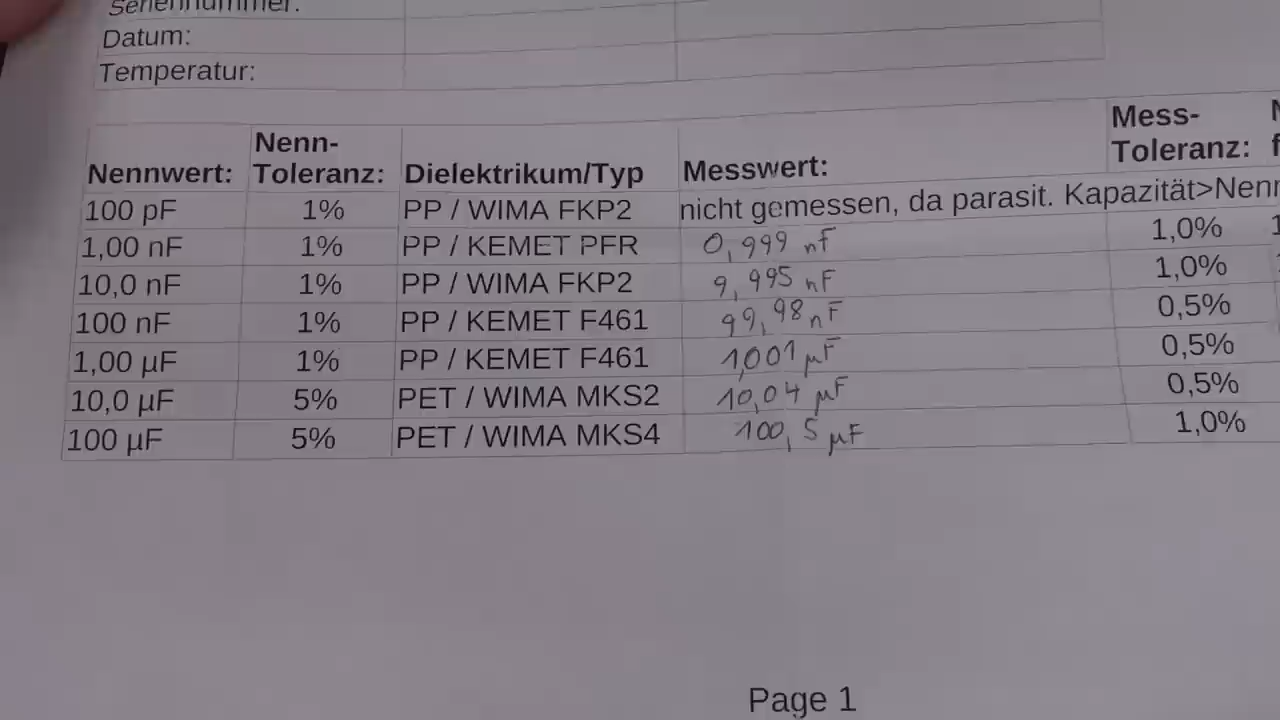 Seriennummer:
Datum:
Temperatur:
Nennwert: Nenn-Toleranz: Dielektrikum/Typ Messwert: Mess-Toleranz:
100 pF 1% PP / WIMA FKP2 nicht gemessen, da parasit. Kapazität>Nenn
1,00 nF 1% PP / KEMET PFR 0,999 nF 1,0%
10,0 nF 1% PP / WIMA FKP2 9,995 nF 1,0%
100 nF 1% PP / KEMET F461 99,98 nF 0,5%
1,00 µF 1% PP / KEMET F461 1,001 µF 0,5%
10,0 µF 5% PET / WIMA MKS2 10,04 µF 0,5%
100 µF 5% PET / WIMA MKS4 100,5 µF 1,0%
Page 1